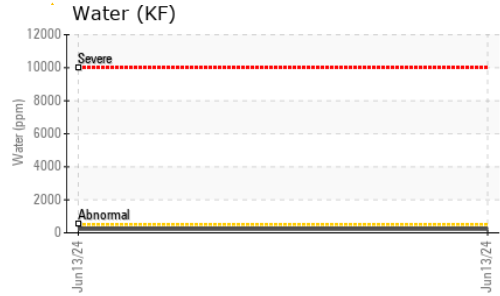 Water (KF)
12000
10000
8000
6000
4000
2000
0
Water (ppm)
Severe
Abnormal
Jun13/24
Jun13/24